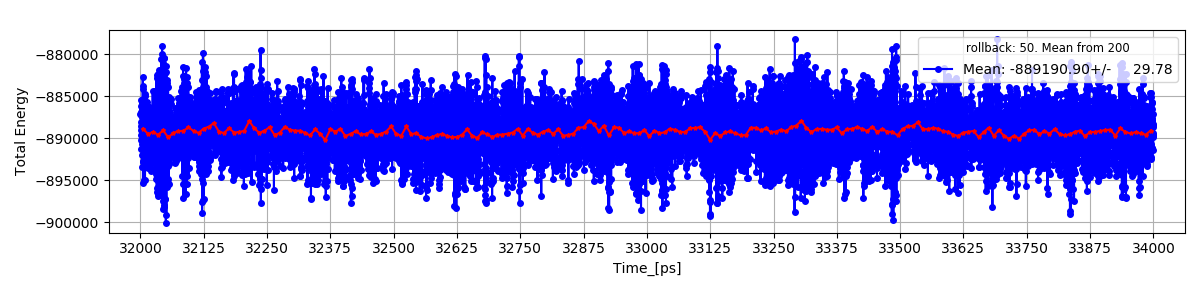 rollback: 50. Mean from 200
Mean: -889190.90+/- 29.78
Total Energy
−880000
−885000
−890000
−895000
−900000
32000 32125 32250 32375 32500 32625 32750 32875 33000 33125 33250 33375 33500 33625 33750 33875 34000
Time_[ps]